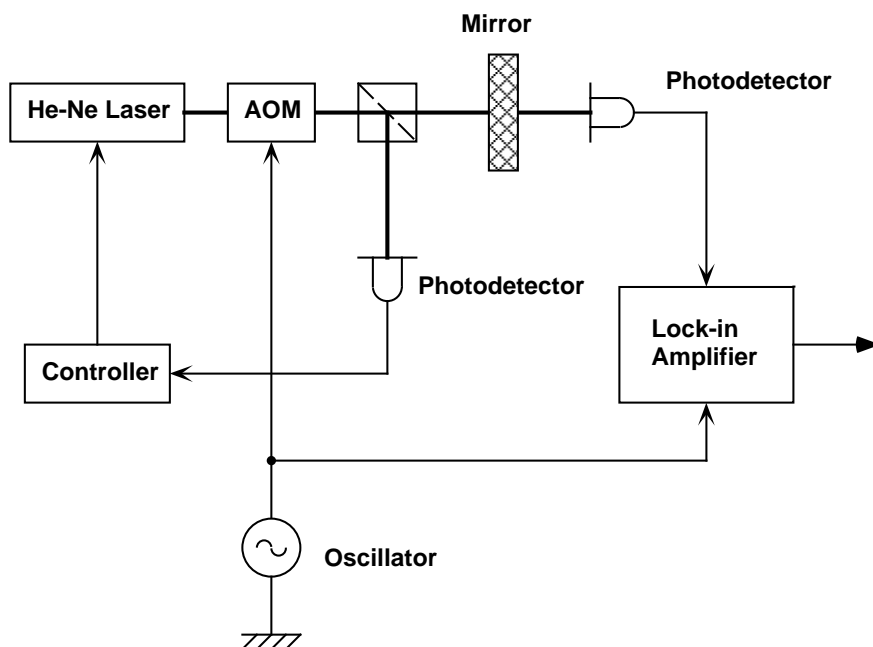 Mirror
Photodetector
He-Ne Laser
AOM
Photodetector
Lock-in
Amplifier
Controller
Oscillator